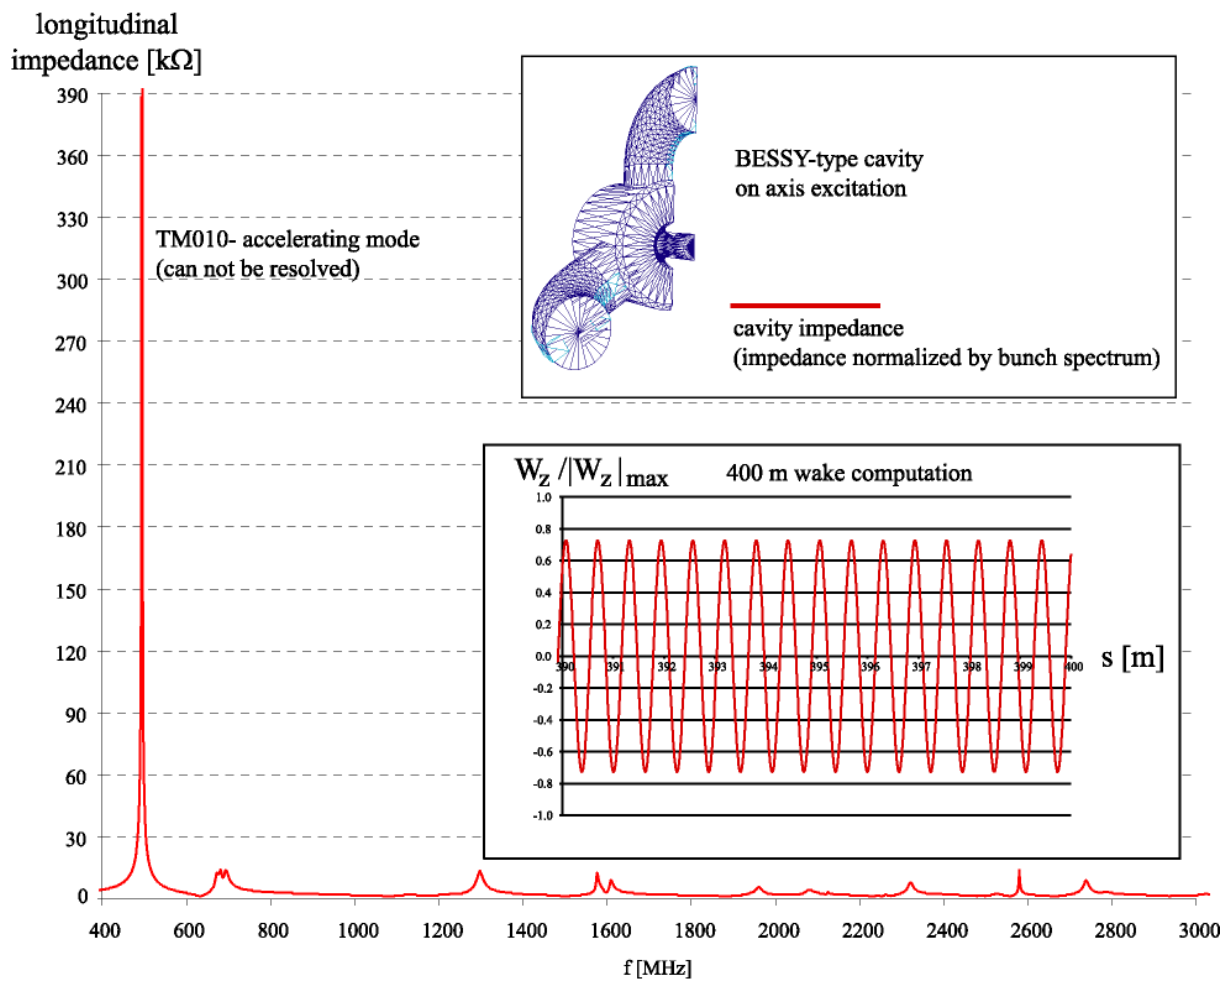 longitudinal
impedance [kΩ]
390
360
330
300
270
240
210
180
150
120
90
60
30
0
TM010- accelerating mode
(can not be resolved)
BESSY-type cavity
on axis excitation
cavity impedance
(impedance normalized by bunch spectrum)
W_z /|W_z|_max 400 m wake computation
1.0
0.8
0.6
0.4
0.2
0.0
-0.2
-0.4
-0.6
-0.8
-1.0
390 391 392 393 394 395 396 397 398 399 400
s [m]
400 600 800 1000 1200 1400 1600 1800 2000 2200 2400 2600 2800 3000
f [MHz]